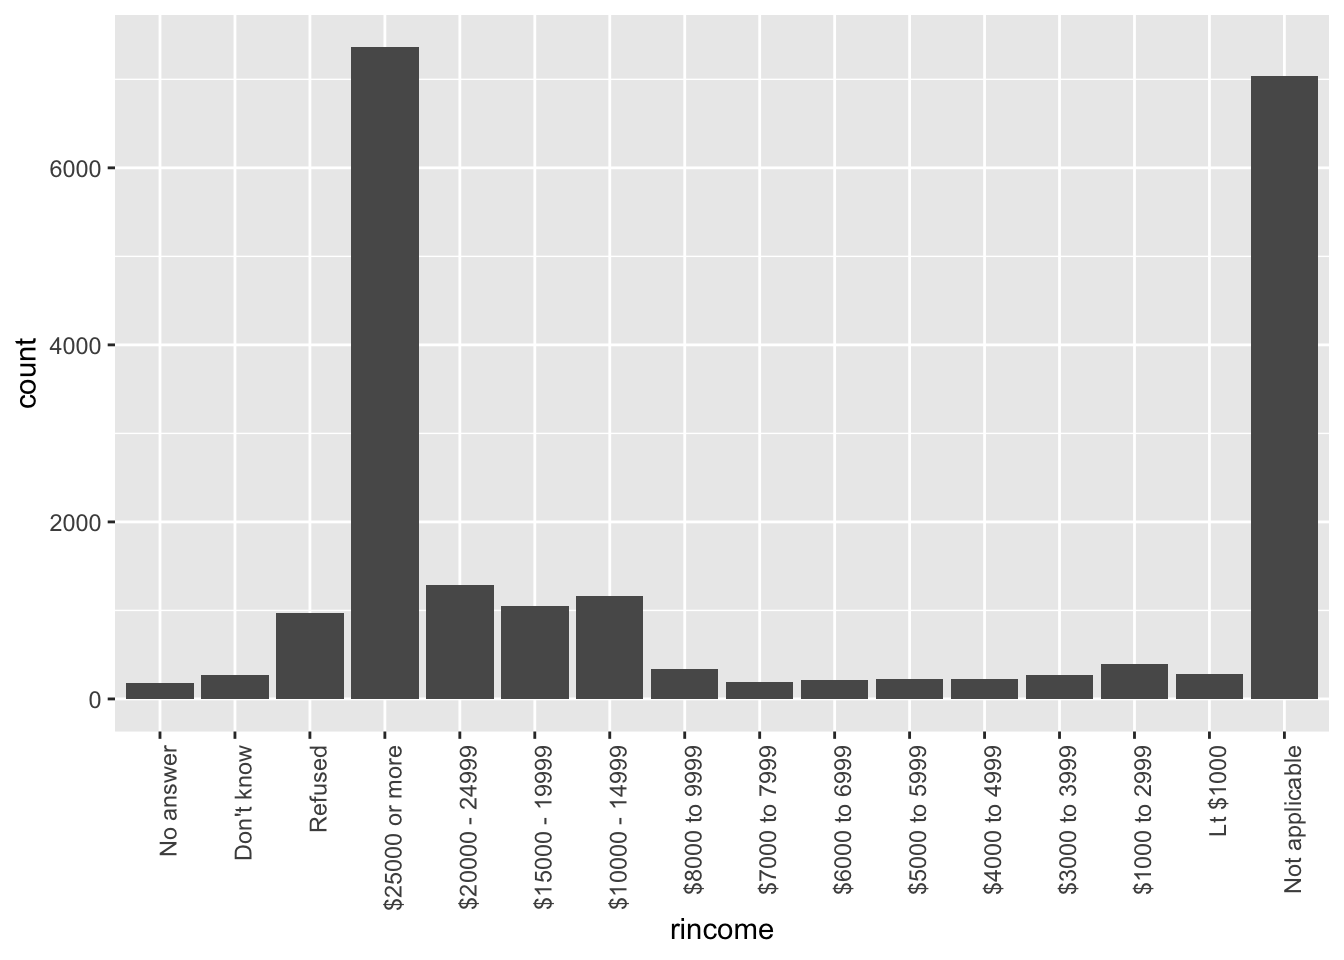 count
6000
4000
2000
0
No answer
Don't know
Refused
$25000 or more
$20000 - 24999
$15000 - 19999
$10000 - 14999
$8000 to 9999
$7000 to 7999
$6000 to 6999
$5000 to 5999
$4000 to 4999
$3000 to 3999
$1000 to 2999
Lt $1000
Not applicable
rincome